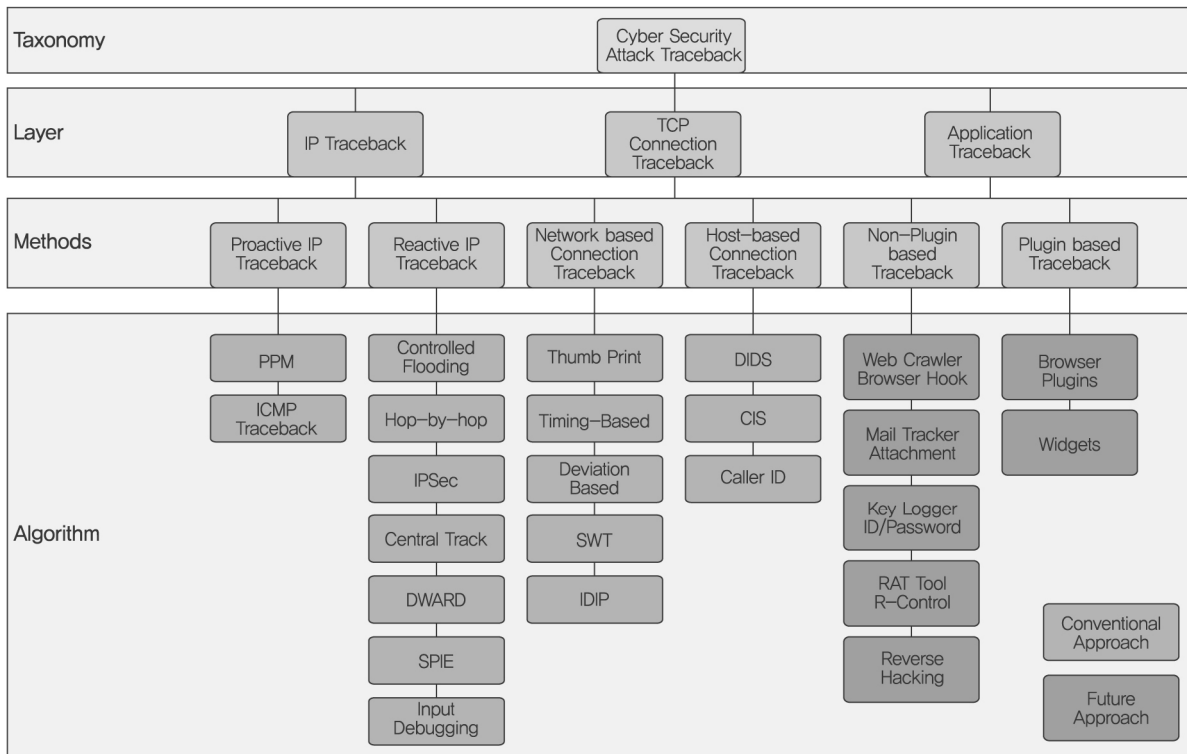 Taxonomy
Cyber Security
Attack Traceback
Layer
IP Traceback
TCP
Connection
Traceback
Application
Traceback
Methods
Proactive IP
Traceback
Reactive IP
Traceback
Network based
Connection
Traceback
Host-based
Connection
Traceback
Non-Plugin
based
Traceback
Plugin based
Traceback
Algorithm
PPM
ICMP
Traceback
Controlled
Flooding
Hop-by-hop
IPSec
Central Track
DWARD
SPIE
Input
Debugging
Thumb Print
Timing-Based
Deviation
Based
SWT
IDIP
DIDS
CIS
Caller ID
Web Crawler
Browser Hook
Mail Tracker
Attachment
Key Logger
ID/Password
RAT Tool
R-Control
Reverse
Hacking
Browser
Plugins
Widgets
Conventional
Approach
Future
Approach